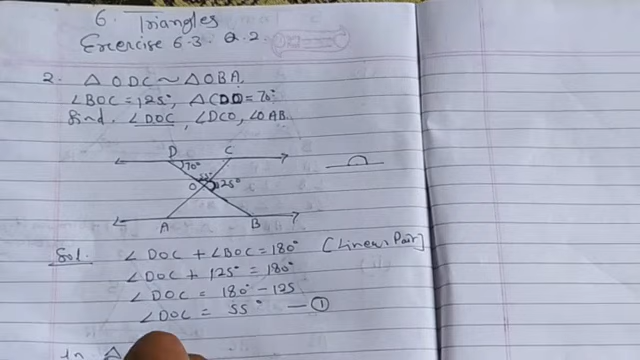 6. Triangles
Exercise 6.3. Q.2.
2. △ ODC ~ △OBA,
∠BOC = 125°, △CDO = 70°
find. ∠DOC, ∠DCO, ∠OAB.
D C
70°
55°
O 125°
A B
Sol. ∠DOC + ∠BOC = 180° [Linear Pair]
∠DOC + 125° = 180°
∠DOC = 180° - 125
∠DOC = 55° — ①
In △